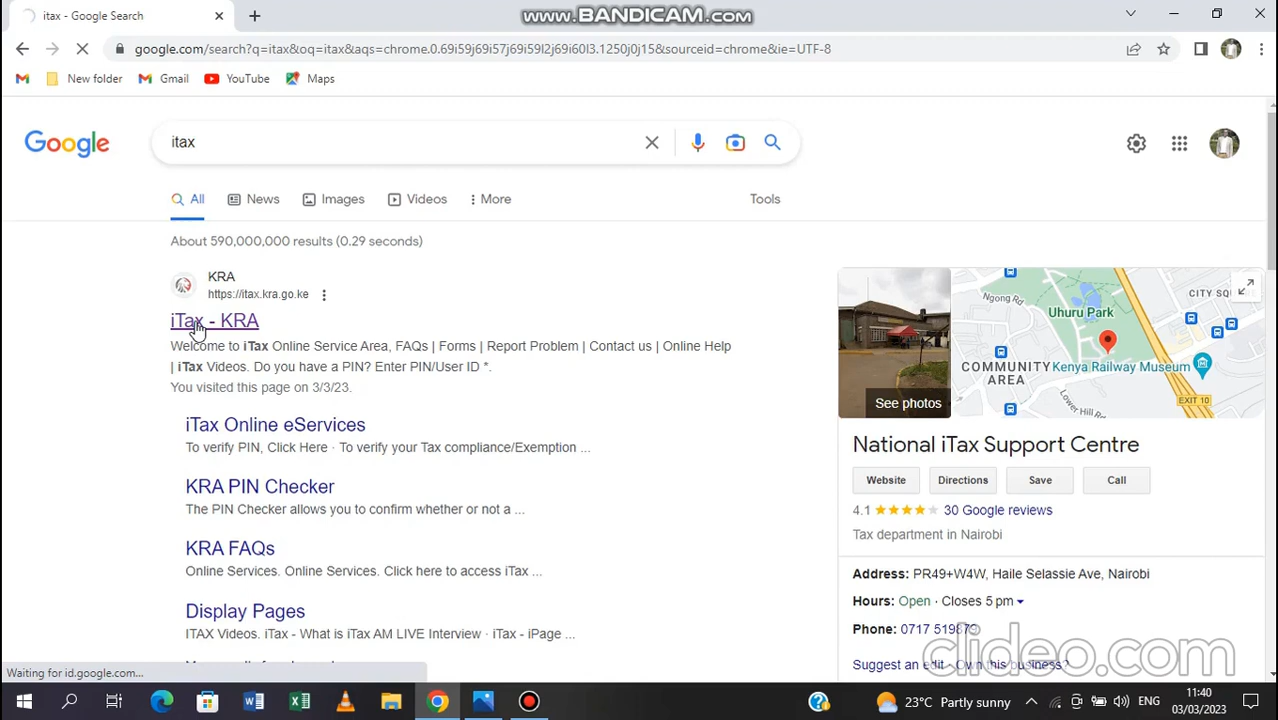 itax - Google Search
www.BANDICAM.com
google.com/search?q=itax&oq=itax&aqs=chrome.0.69i59j69i57j69i59l2j69i60l3.1250j0j15&sourceid=chrome&ie=UTF-8
New folder
Gmail
YouTube
Maps
Google
itax
All
News
Images
Videos
More
Tools
About 590,000,000 results (0.29 seconds)
KRA
https://itax.kra.go.ke
iTax - KRA
Welcome to iTax Online Service Area, FAQs | Forms | Report Problem | Contact us | Online Help
| iTax Videos. Do you have a PIN? Enter PIN/User ID *.
You visited this page on 3/3/23.
iTax Online eServices
To verify PIN, Click Here · To verify your Tax compliance/Exemption ...
KRA PIN Checker
The PIN Checker allows you to confirm whether or not a ...
KRA FAQs
Online Services. Online Services. Click here to access iTax ...
Display Pages
ITAX Videos. iTax - What is iTax AM LIVE Interview · iTax - iPage ...
See photos
Ngong Rd.
Uhuru Park
CITY SQ
COMMUNITY
AREA
Kenya Railway Museum
Lower Hill Rd
EXIT 10
National iTax Support Centre
Website
Directions
Save
Call
4.1
30 Google reviews
Tax department in Nairobi
Address: PR49+W4W, Haile Selassie Ave, Nairobi
Hours: Open · Closes 5 pm
Phone: 0717 519879
Suggest an edit · Own this business?
clideo.com
Waiting for id.google.com...
23°C Partly sunny
ENG
11:40
03/03/2023